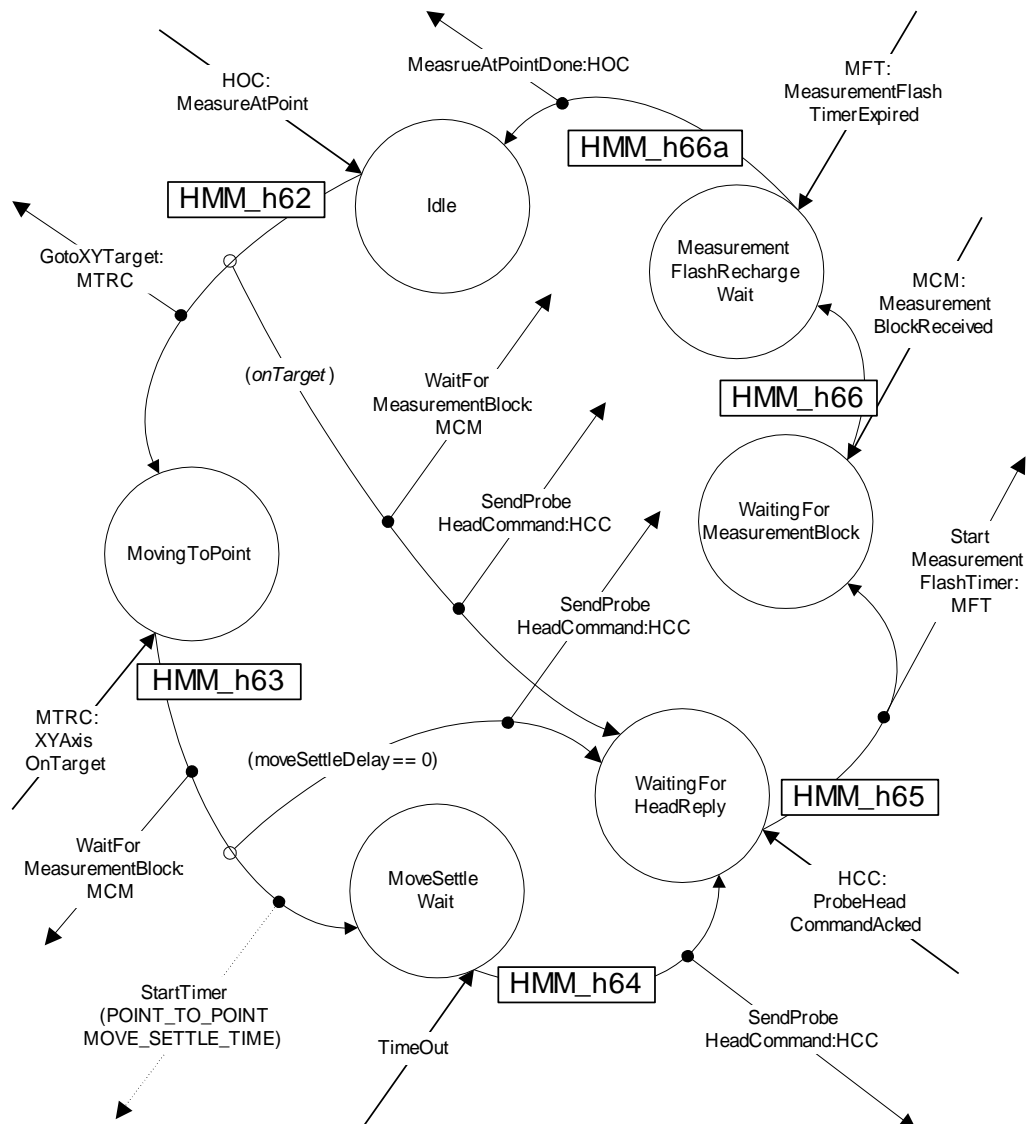 MeasrueAtPointDone:HOC
HOC:
MeasureAtPoint
MFT:
MeasurementFlash
TimerExpired
HMM_h66a
HMM_h62
Idle
GotoXYTarget:
MTRC
Measurement
FlashRecharge
Wait
MCM:
Measurement
BlockReceived
(onTarget)
WaitFor
MeasurementBlock:
MCM
HMM_h66
SendProbe
HeadCommand:HCC
WaitingFor
MeasurementBlock
Start
Measurement
FlashTimer:
MFT
MovingToPoint
SendProbe
HeadCommand:HCC
HMM_h63
MTRC:
XYAxis
OnTarget
(moveSettleDelay == 0)
WaitingFor
HeadReply
HMM_h65
WaitFor
MeasurementBlock:
MCM
MoveSettle
Wait
HCC:
ProbeHead
CommandAcked
HMM_h64
StartTimer
(POINT_TO_POINT
MOVE_SETTLE_TIME)
TimeOut
SendProbe
HeadCommand:HCC